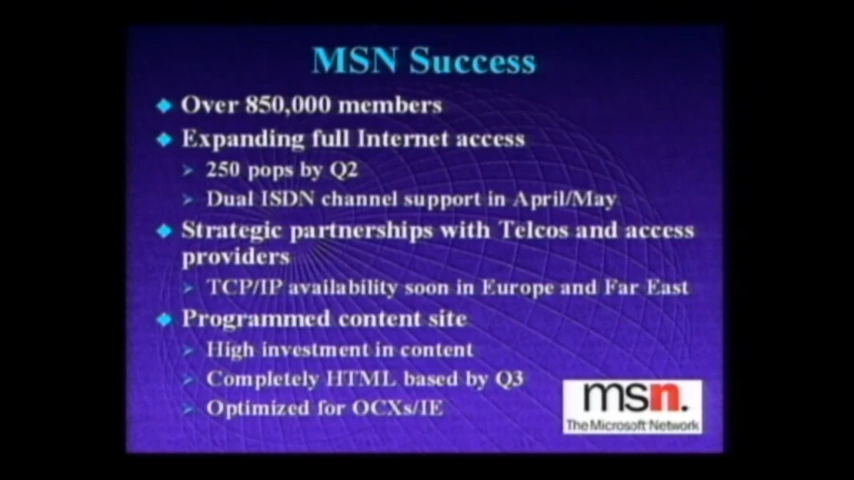 MSN Success
Over 850,000 members
Expanding full Internet access
250 pops by Q2
Dual ISDN channel support in April/May
Strategic partnerships with Telcos and access
providers
TCP/IP availability soon in Europe and Far East
Programmed content site
High investment in content
Completely HTML based by Q3
Optimized for OCXs/IE
msn.
The Microsoft Network